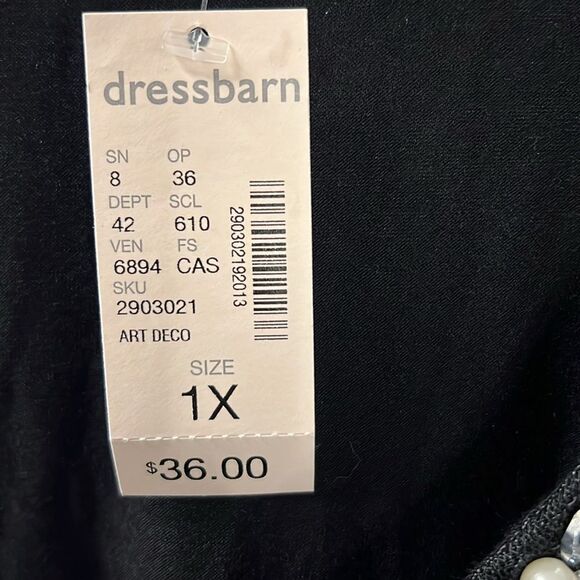 dressbarn
SN OP
8 36
DEPT SCL
42 610
VEN FS
6894 CAS
SKU
2903021
ART DECO
290302192013
SIZE
1X
$36.00